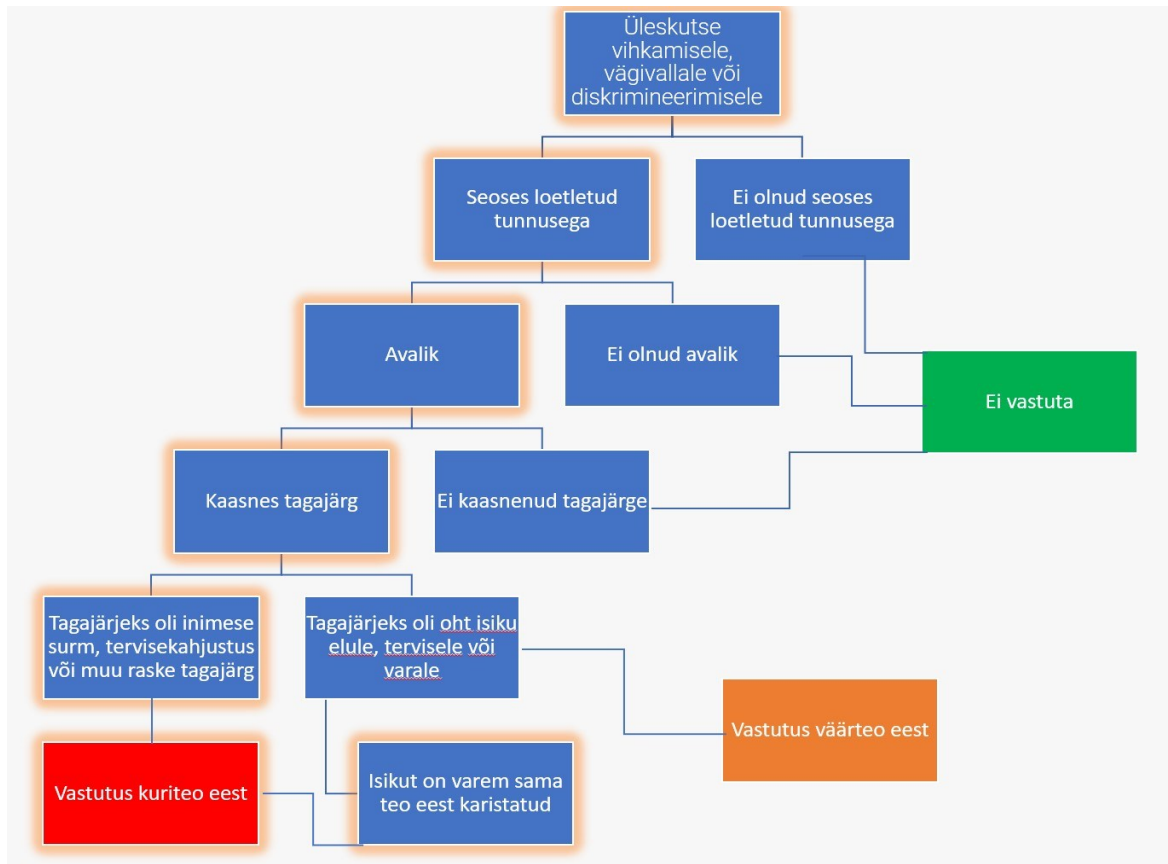 Üleskutse
vihkamisele,
vägivallale või
diskrimineerimisele
Seoses loetletud
tunnusega
Ei olnud seoses
loetletud tunnusega
Avalik
Ei olnud avalik
Ei vastuta
Kaasnes tagajärg
Ei kaasnenud tagajärge
Tagajärjeks oli inimese
surm, tervisekahjustus
või muu raske tagajärg
Tagajärjeks oli oht isiku
elule, tervisele või
varale
Vastutus väärteo eest
Vastutus kuriteo eest
Isikut on varem sama
teo eest karistatud